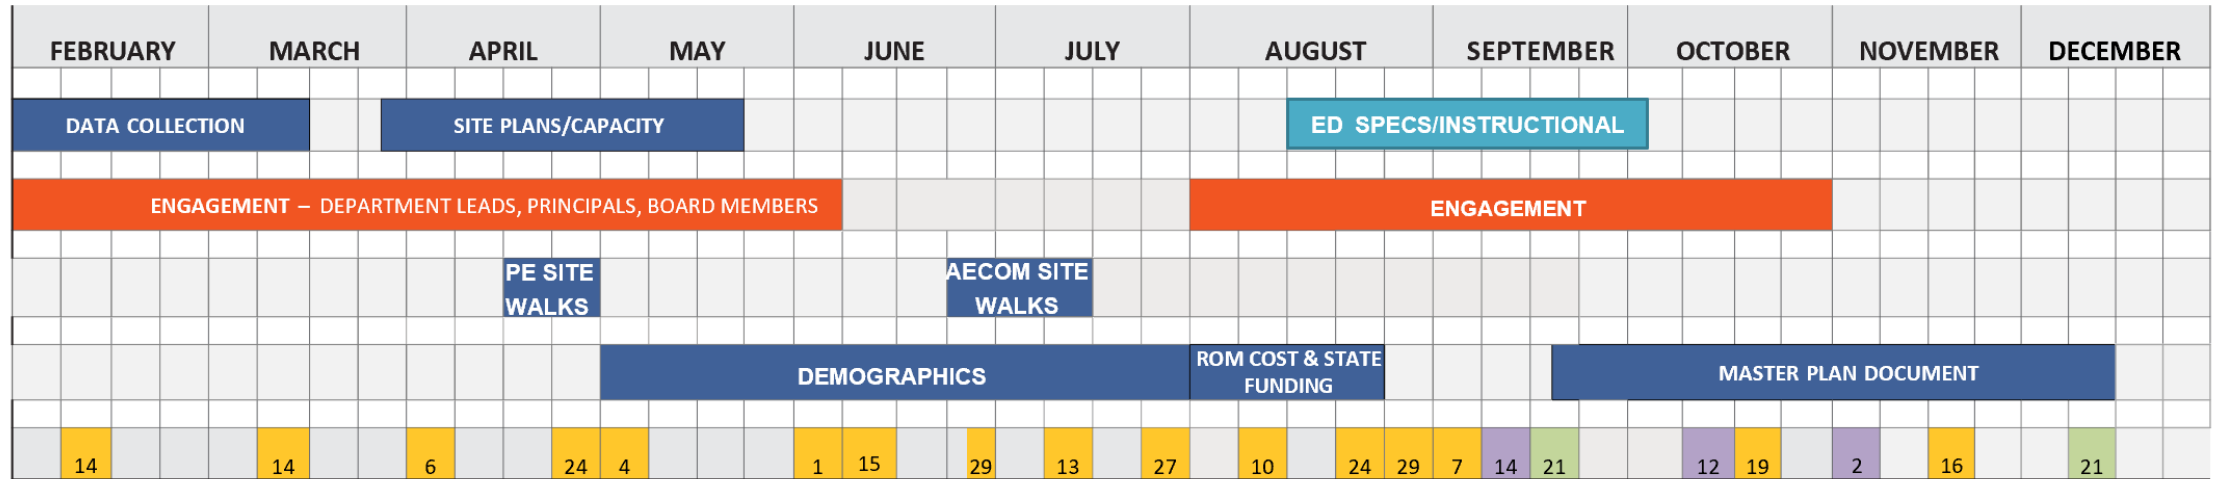 FEBRUARY MARCH APRIL MAY JUNE JULY AUGUST SEPTEMBER OCTOBER NOVEMBER DECEMBER
DATA COLLECTION SITE PLANS/CAPACITY ED SPECS/INSTRUCTIONAL
ENGAGEMENT – DEPARTMENT LEADS, PRINCIPALS, BOARD MEMBERS ENGAGEMENT
PE SITE
WALKS
AECOM SITE
WALKS
DEMOGRAPHICS
ROM COST & STATE
FUNDING
MASTER PLAN DOCUMENT
14 14 6 24 4 1 15 29 13 27 10 24 29 7 14 21 12 19 2 16 21